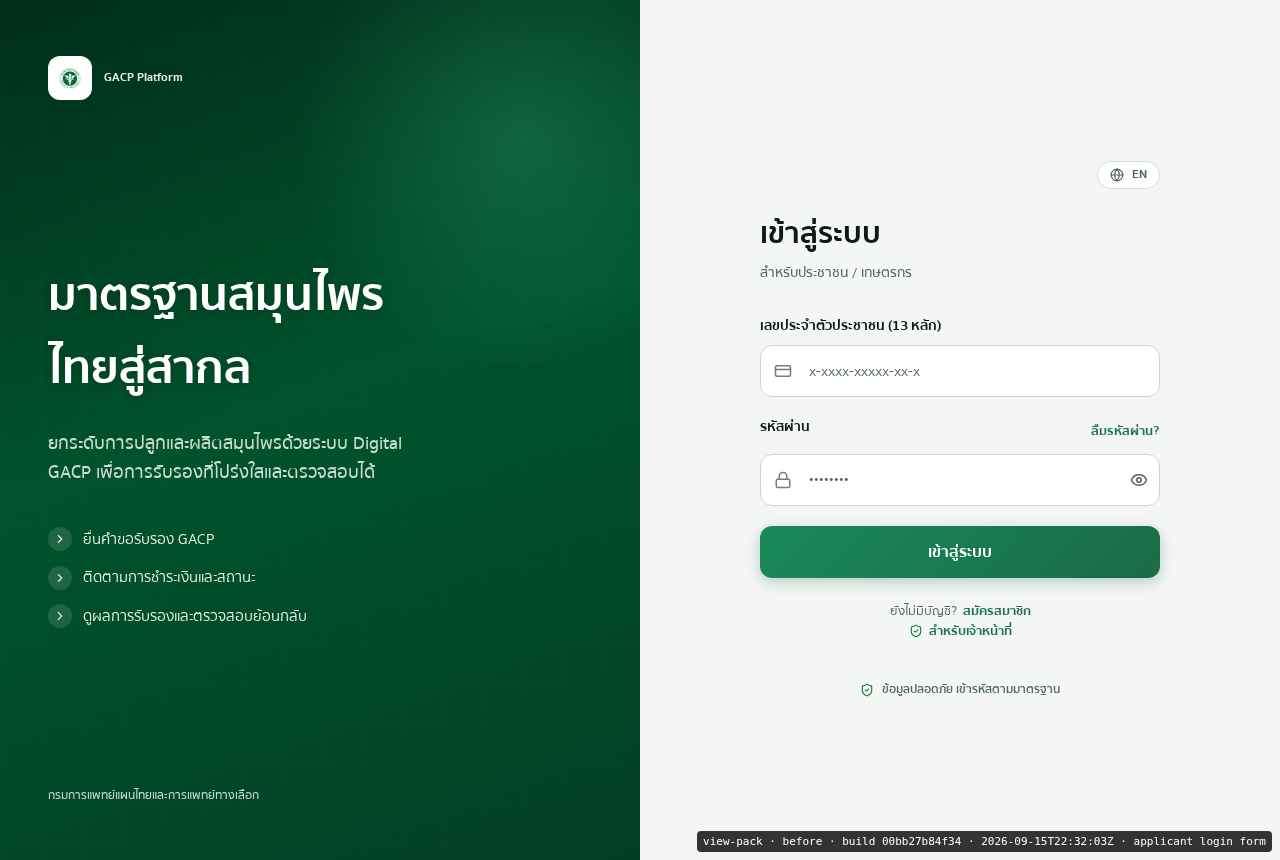 GACP Platform
มาตรฐานสมุนไพร
ไทยสู่สากล
ยกระดับการปลูกและผลิตสมุนไพรด้วยระบบ Digital
GACP เพื่อการรับรองที่โปร่งใสและตรวจสอบได้
ยื่นคำขอรับรอง GACP
ติดตามการชำระเงินและสถานะ
ดูผลการรับรองและตรวจสอบย้อนกลับ
กรมการแพทย์แผนไทยและการแพทย์ทางเลือก
EN
เข้าสู่ระบบ
สำหรับประชาชน / เกษตรกร
เลขประจำตัวประชาชน (13 หลัก)
x-xxxx-xxxxx-xx-x
รหัสผ่าน
ลืมรหัสผ่าน?
••••••••
เข้าสู่ระบบ
ยังไม่มีบัญชี? สมัครสมาชิก
สำหรับเจ้าหน้าที่
ข้อมูลปลอดภัย เข้ารหัสตามมาตรฐาน
view-pack · before · build 00bb27b84f34 · 2026-09-15T22:32:03Z · applicant login form